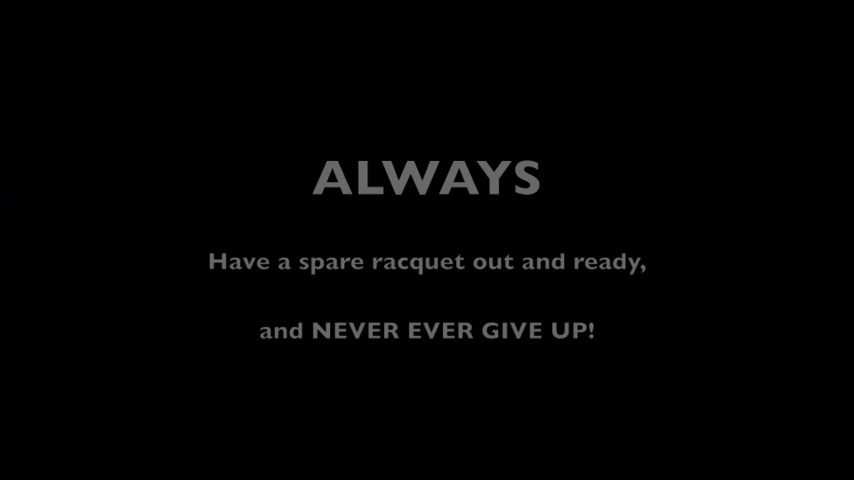 ALWAYS
Have a spare racquet out and ready,
and NEVER EVER GIVE UP!